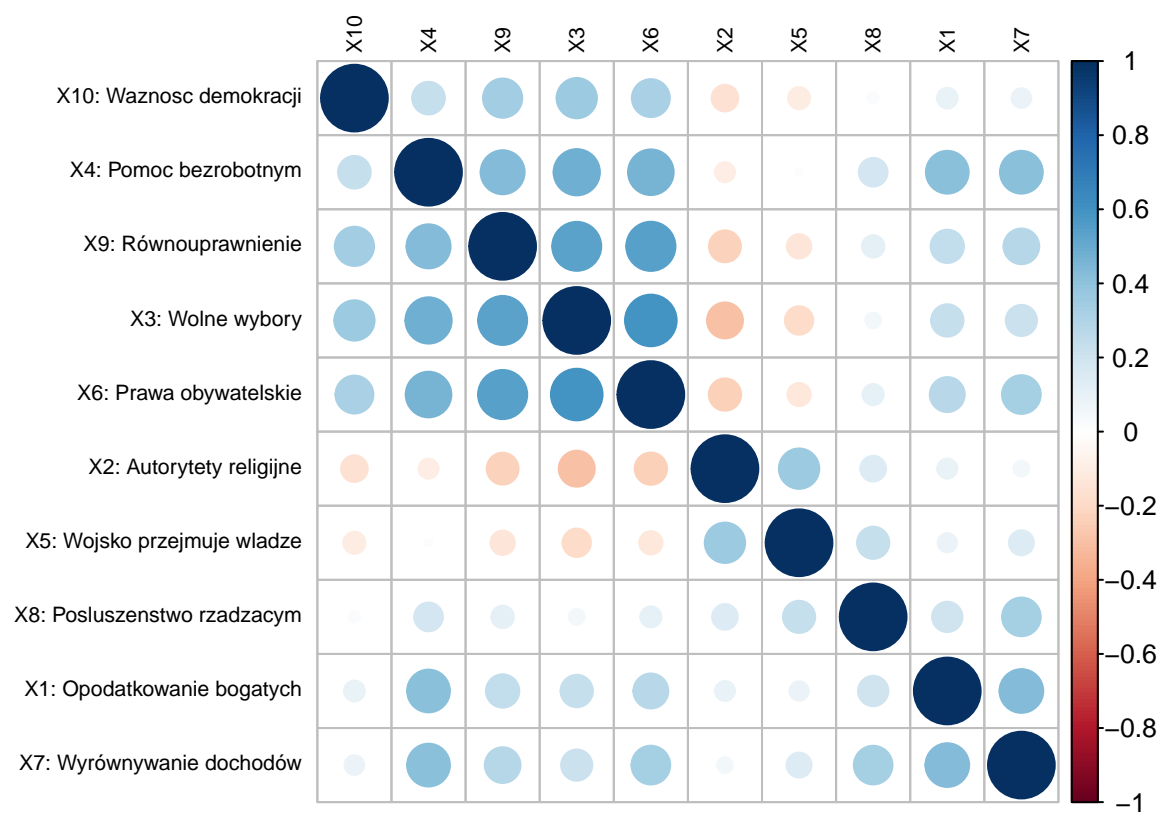 X10 X4 X9 X3 X6 X2 X5 X8 X1 X7
X10: Waznosc demokracji
X4: Pomoc bezrobotnym
X9: Równouprawnienie
X3: Wolne wybory
X6: Prawa obywatelskie
X2: Autorytety religijne
X5: Wojsko przejmuje wladze
X8: Posluszenstwo rzadzacym
X1: Opodatkowanie bogatych
X7: Wyrównywanie dochodów
1
0.8
0.6
0.4
0.2
0
−0.2
−0.4
−0.6
−0.8
−1